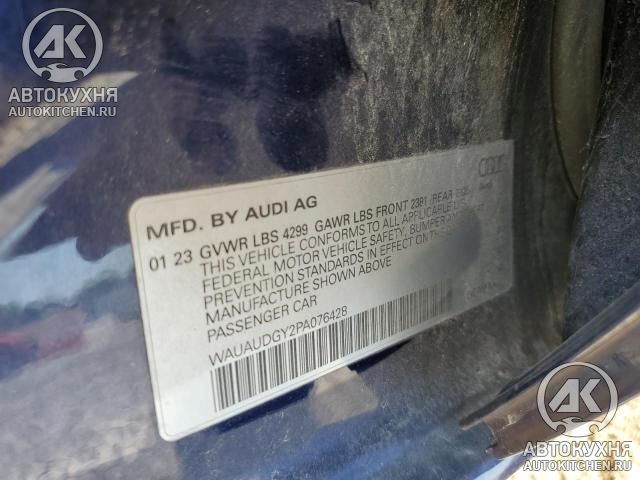 АК
АВТОКУХНЯ
AUTOKITCHEN.RU
MFD. BY AUDI AG
01 23 GVWR LBS 4299 GAWR LBS FRONT 2381 /REAR
THIS VEHICLE CONFORMS TO ALL APPLICABLE
FEDERAL MOTOR VEHICLE SAFETY, BUMPER AND
PREVENTION STANDARDS IN EFFECT ON THE
MANUFACTURE SHOWN ABOVE
PASSENGER CAR
WAUAUDGY2PA076428
АК
АВТОКУХНЯ
AUTOKITCHEN.RU